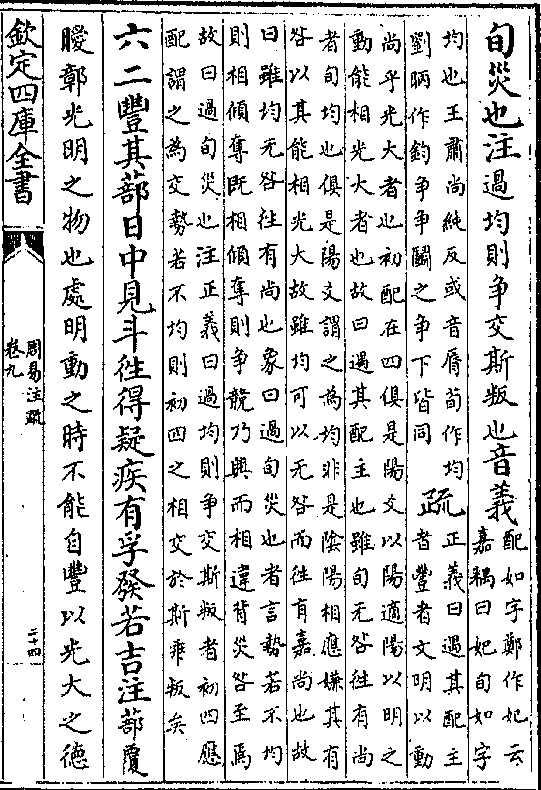 旬災也注過均則爭交斯叛也音義配如字鄭作妃云
嘉耦曰妃旬如字
均也王肅尚純反或音脣荀作均
劉昞作鈞爭爭鬭之爭下皆同
疏正義曰遇其配主
者豐者文明以動
尚乎光大者也初配在四俱是陽爻以陽適陽以明之
動能相光大者也故曰遇其配主也雖旬无咎往有尚
者旬均也俱是陽爻謂之為均非是陰陽相應嫌其有
咎以其能相光大故雖均可以无咎而往有嘉尚也故
曰雖均无咎往有尚也象曰過旬災也者言勢若不均
則相傾奪既相傾奪則爭競乃興而相違背災咎至焉
故曰過旬災也注正義曰過均則爭交斯叛者初四應
配謂之為交勢若不均則初四之相交於斯乖叛矣
六二豐其蔀日中見斗往得疑疾有孚發若吉注蔀覆
曖鄣光明之物也處明動之時不能自豐以光大之德
欽定四庫全書
周易注疏
卷九
二十四